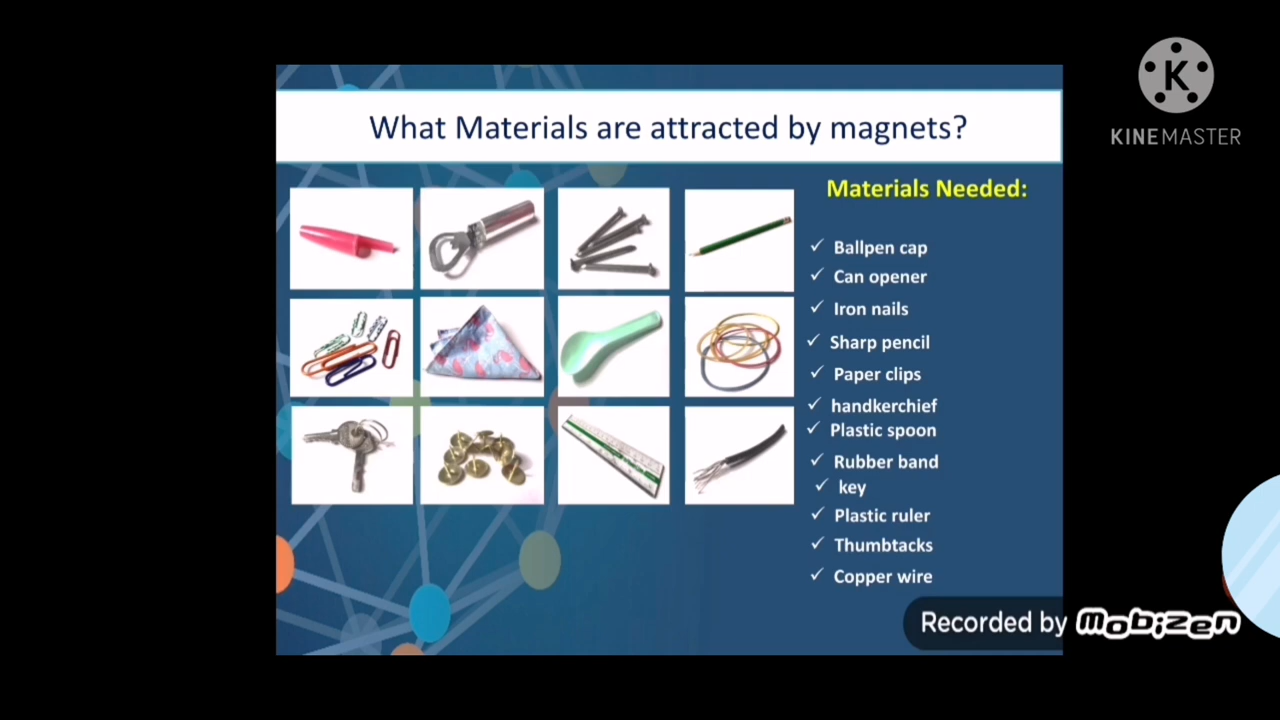 What Materials are attracted by magnets?
K
KINEMASTER
Materials Needed:
✓ Ballpen cap
✓ Can opener
✓ Iron nails
✓ Sharp pencil
✓ Paper clips
✓ handkerchief
✓ Plastic spoon
✓ Rubber band
✓ key
✓ Plastic ruler
✓ Thumbtacks
✓ Copper wire
Recorded by Mobizen